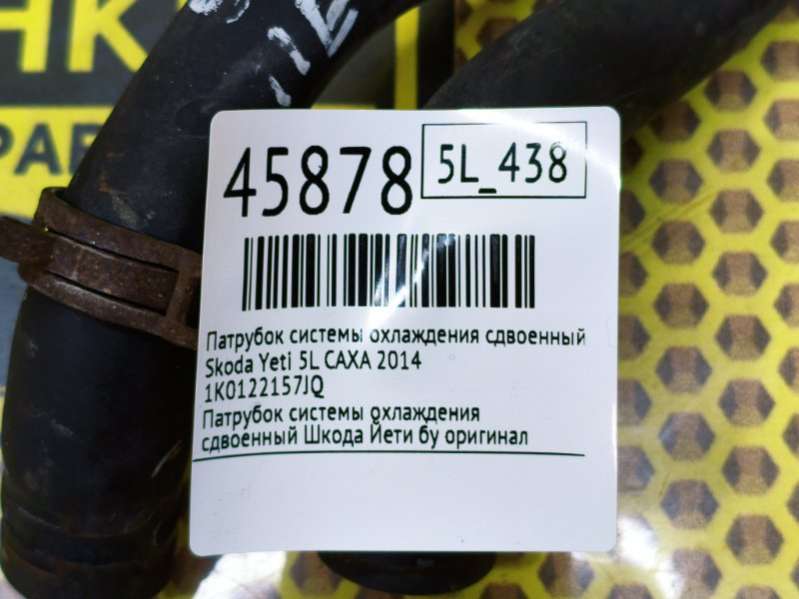 45878
5L_438
Патрубок системы охлаждения сдвоенный
Skoda Yeti 5L CAXA 2014
1K0122157JQ
Патрубок системы охлаждения
сдвоенный Шкода Йети бу оригинал